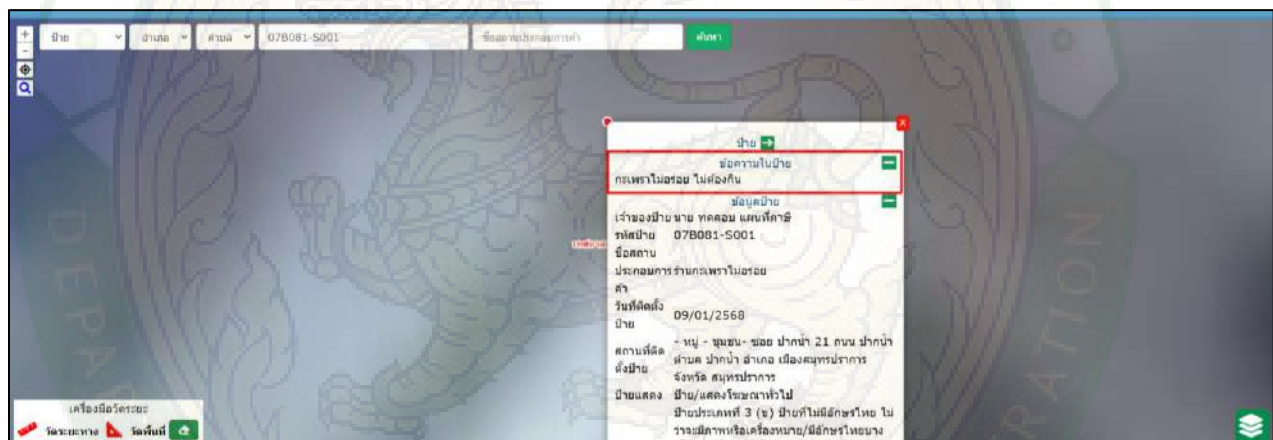 +
ป้าย อำเภอ ตำบล 07B081-S001 ชื่อสถานประกอบการค้า ค้นหา
-
X
ป้าย
ข้อความในป้าย
กะเพราไม่อร่อย ไม่ต้องกิน
ข้อมูลป้าย
เจ้าของป้าย นาย ทดสอบ แผนที่ภาษี
รหัสป้าย 07B081-S001
ชื่อสถาน
ประกอบการ ร้านกะเพราไม่อร่อย
ค้า
วันที่ติดตั้ง
ป้าย 09/01/2568
สถานที่ติด
ตั้งป้าย
- หมู่ - ชุมชน- ซอย ปากน้ำ 21 ถนน ปากน้ำ
ตำบล ปากน้ำ อำเภอ เมืองสมุทรปราการ
จังหวัด สมุทรปราการ
ป้ายแสดง ป้าย/แสดงโฆษณาทั่วไป
ป้ายประเภทที่ 3 (ข) ป้ายที่ไม่มีอักษรไทย ไม่
ว่าจะมีภาพหรือเครื่องหมาย/มีอักษรไทยบาง
เครื่องมือวัดระยะ
วัดระยะทาง วัดพื้นที่
DEPA
RATION